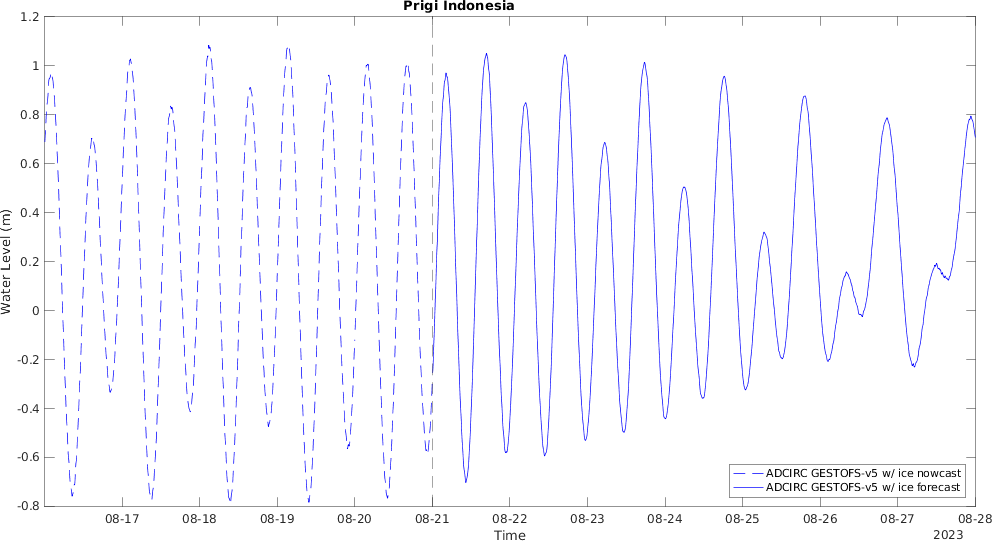 Prigi Indonesia
1.2
1
0.8
0.6
0.4
0.2
0
-0.2
-0.4
-0.6
-0.8
Water Level (m)
ADCIRC GESTOFS-v5 w/ ice nowcast
ADCIRC GESTOFS-v5 w/ ice forecast
08-17 08-18 08-19 08-20 08-21 08-22 08-23 08-24 08-25 08-26 08-27 08-28
Time
2023